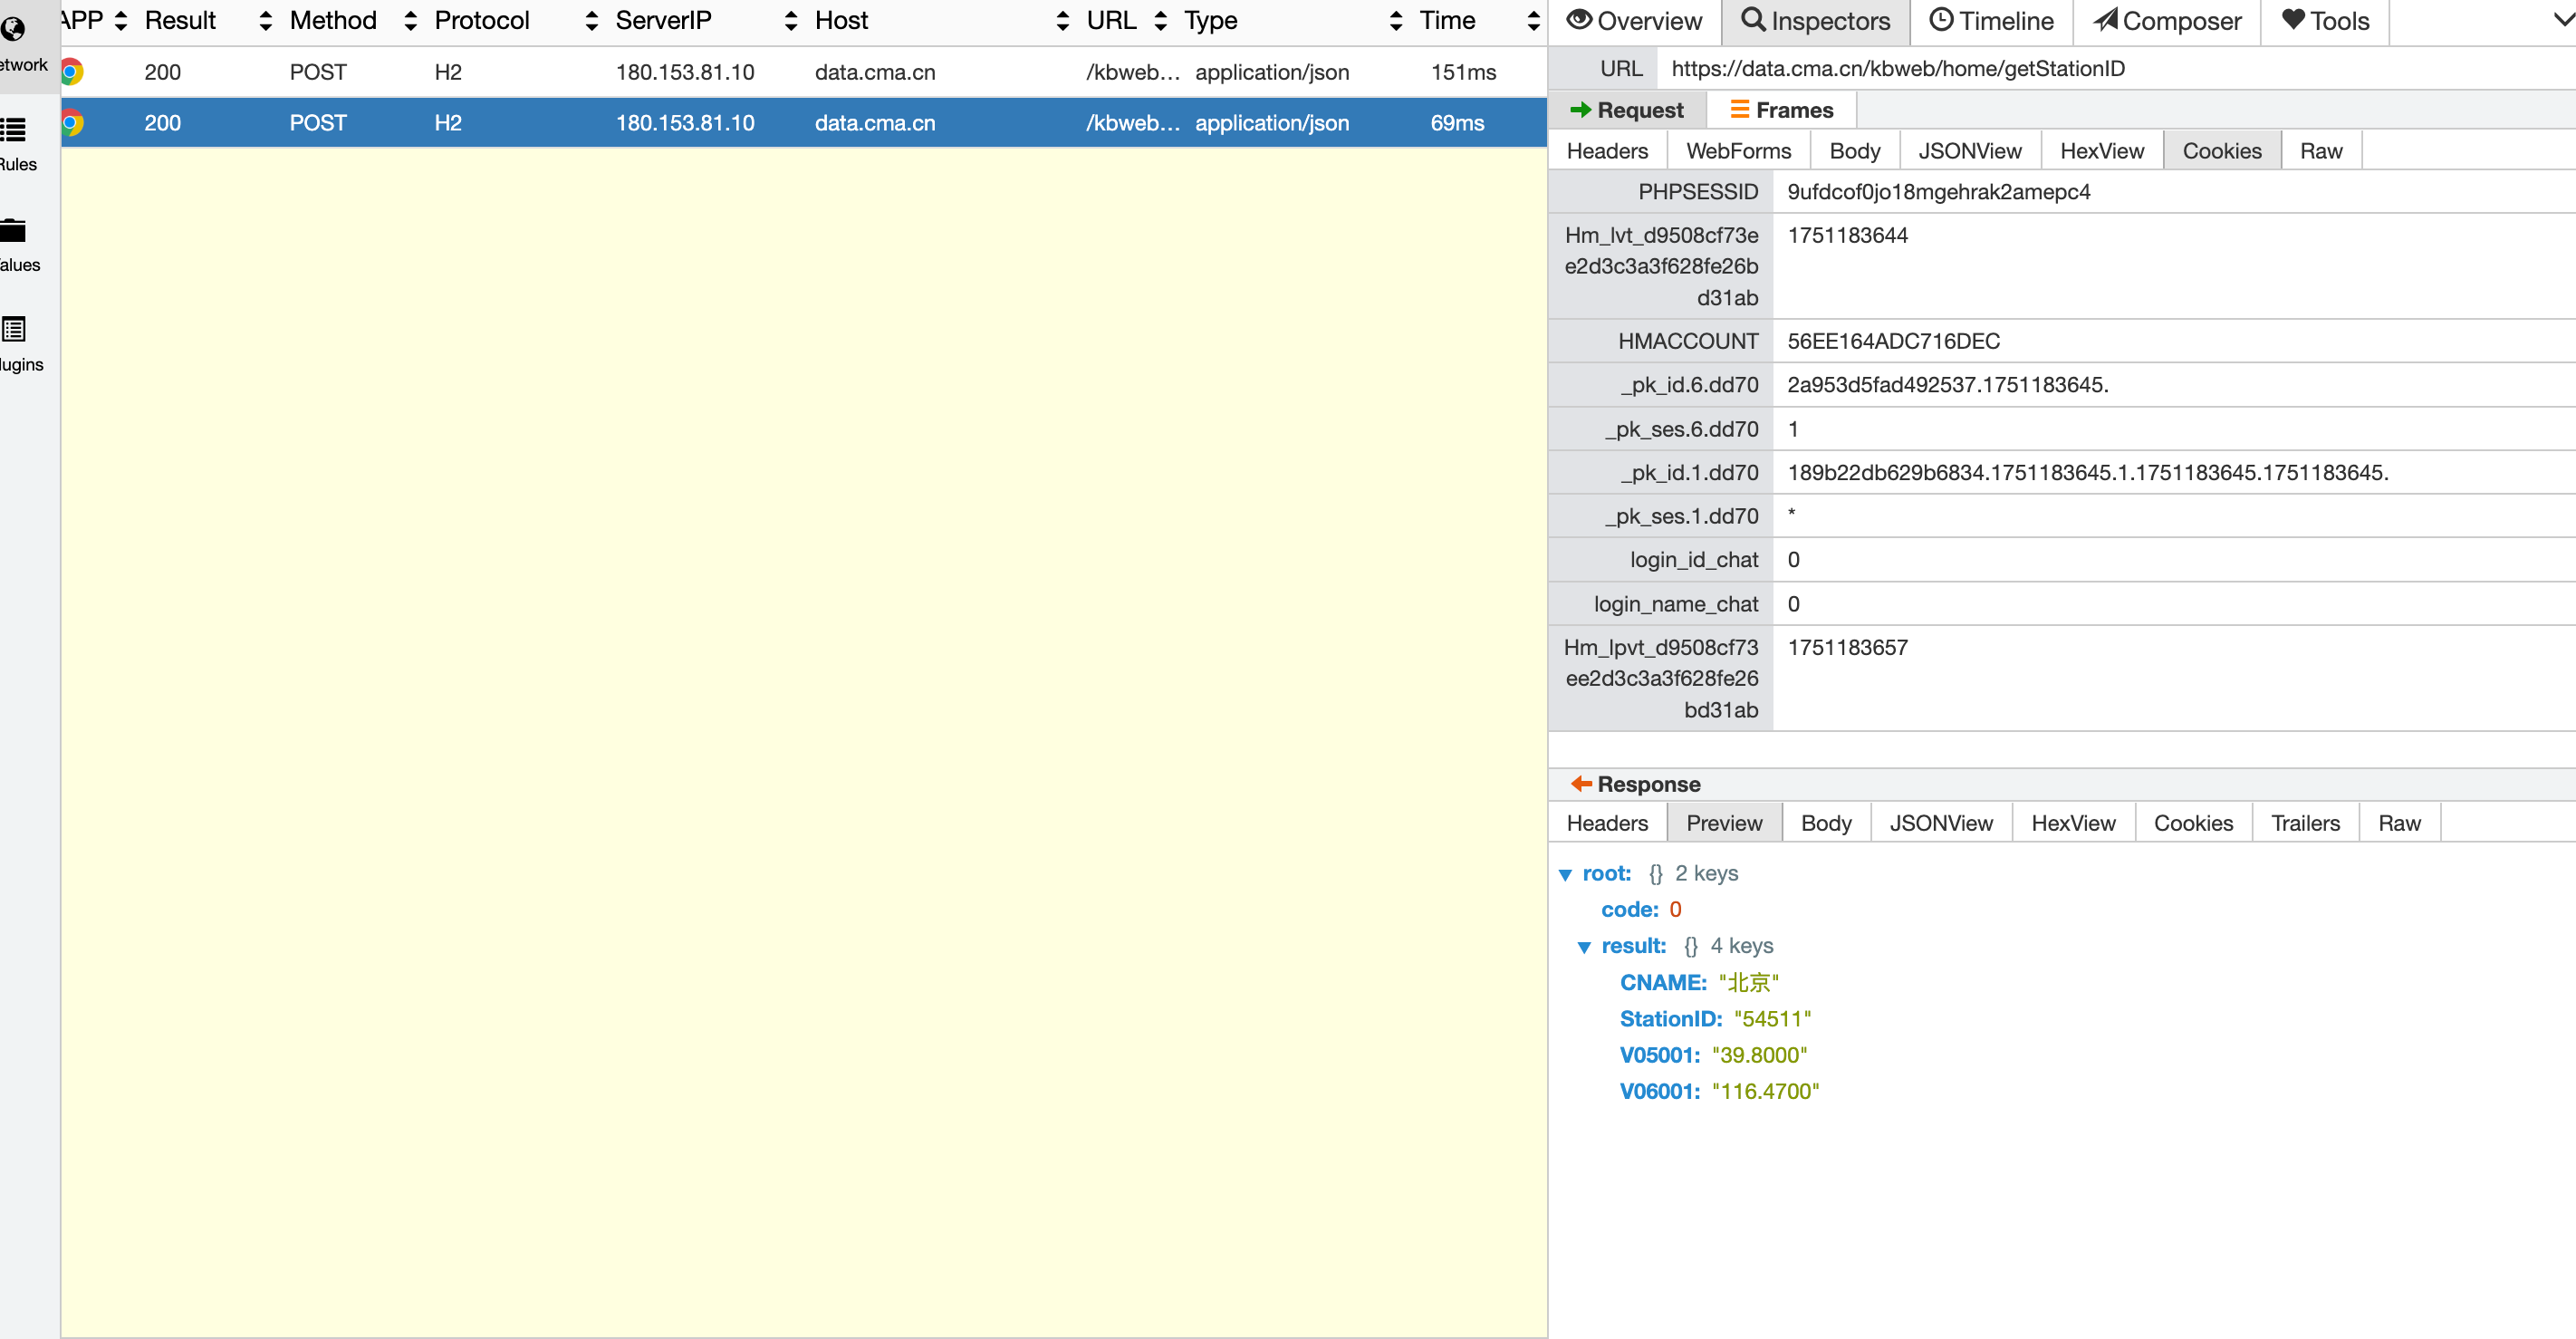 APP Result Method Protocol ServerIP Host URL Type Time
200 POST H2 180.153.81.10 data.cma.cn /kbweb... application/json 151ms
200 POST H2 180.153.81.10 data.cma.cn /kbweb... application/json 69ms
etwork
Rules
alues
lugins
Overview Inspectors Timeline Composer Tools
URL https://data.cma.cn/kbweb/home/getStationID
Request Frames
Headers WebForms Body JSONView HexView Cookies Raw
PHPSESSID 9ufdcof0jo18mgehrak2amepc4
Hm_lvt_d9508cf73e 1751183644
e2d3c3a3f628fe26b
d31ab
HMACCOUNT 56EE164ADC716DEC
_pk_id.6.dd70 2a953d5fad492537.1751183645.
_pk_ses.6.dd70 1
_pk_id.1.dd70 189b22db629b6834.1751183645.1.1751183645.1751183645.
_pk_ses.1.dd70 *
login_id_chat 0
login_name_chat 0
Hm_lpvt_d9508cf73 1751183657
ee2d3c3a3f628fe26
bd31ab
Response
Headers Preview Body JSONView HexView Cookies Trailers Raw
root: {} 2 keys
code: 0
result: {} 4 keys
CNAME: "北京"
StationID: "54511"
V05001: "39.8000"
V06001: "116.4700"